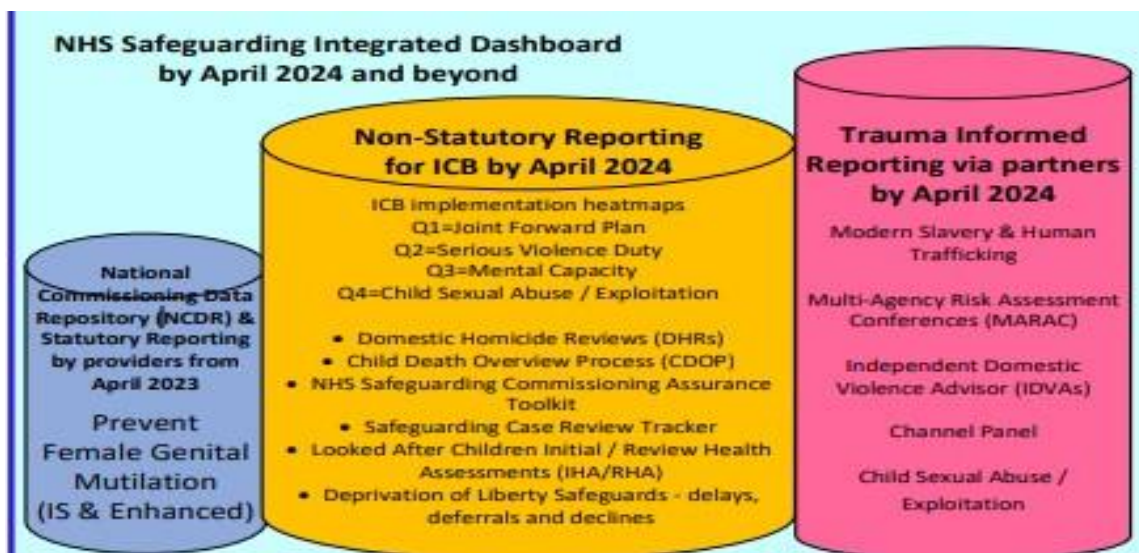 NHS Safeguarding Integrated Dashboard
by April 2024 and beyond
National
Commissioning Data
Repository (NCDR) &
Statutory Reporting
by providers from
April 2023
Prevent
Female Genital
Mutilation
(IS & Enhanced)
Non-Statutory Reporting
for ICB by April 2024
ICB implementation heatmaps
Q1=Joint Forward Plan
Q2=Serious Violence Duty
Q3=Mental Capacity
Q4=Child Sexual Abuse / Exploitation
• Domestic Homicide Reviews (DHRs)
• Child Death Overview Process (CDOP)
• NHS Safeguarding Commissioning Assurance
Toolkit
• Safeguarding Case Review Tracker
• Looked After Children Initial / Review Health
Assessments (IHA/RHA)
• Deprivation of Liberty Safeguards - delays,
deferrals and declines
Trauma Informed
Reporting via partners
by April 2024
Modern Slavery & Human
Trafficking
Multi-Agency Risk Assessment
Conferences (MARAC)
Independent Domestic
Violence Advisor (IDVAs)
Channel Panel
Child Sexual Abuse /
Exploitation